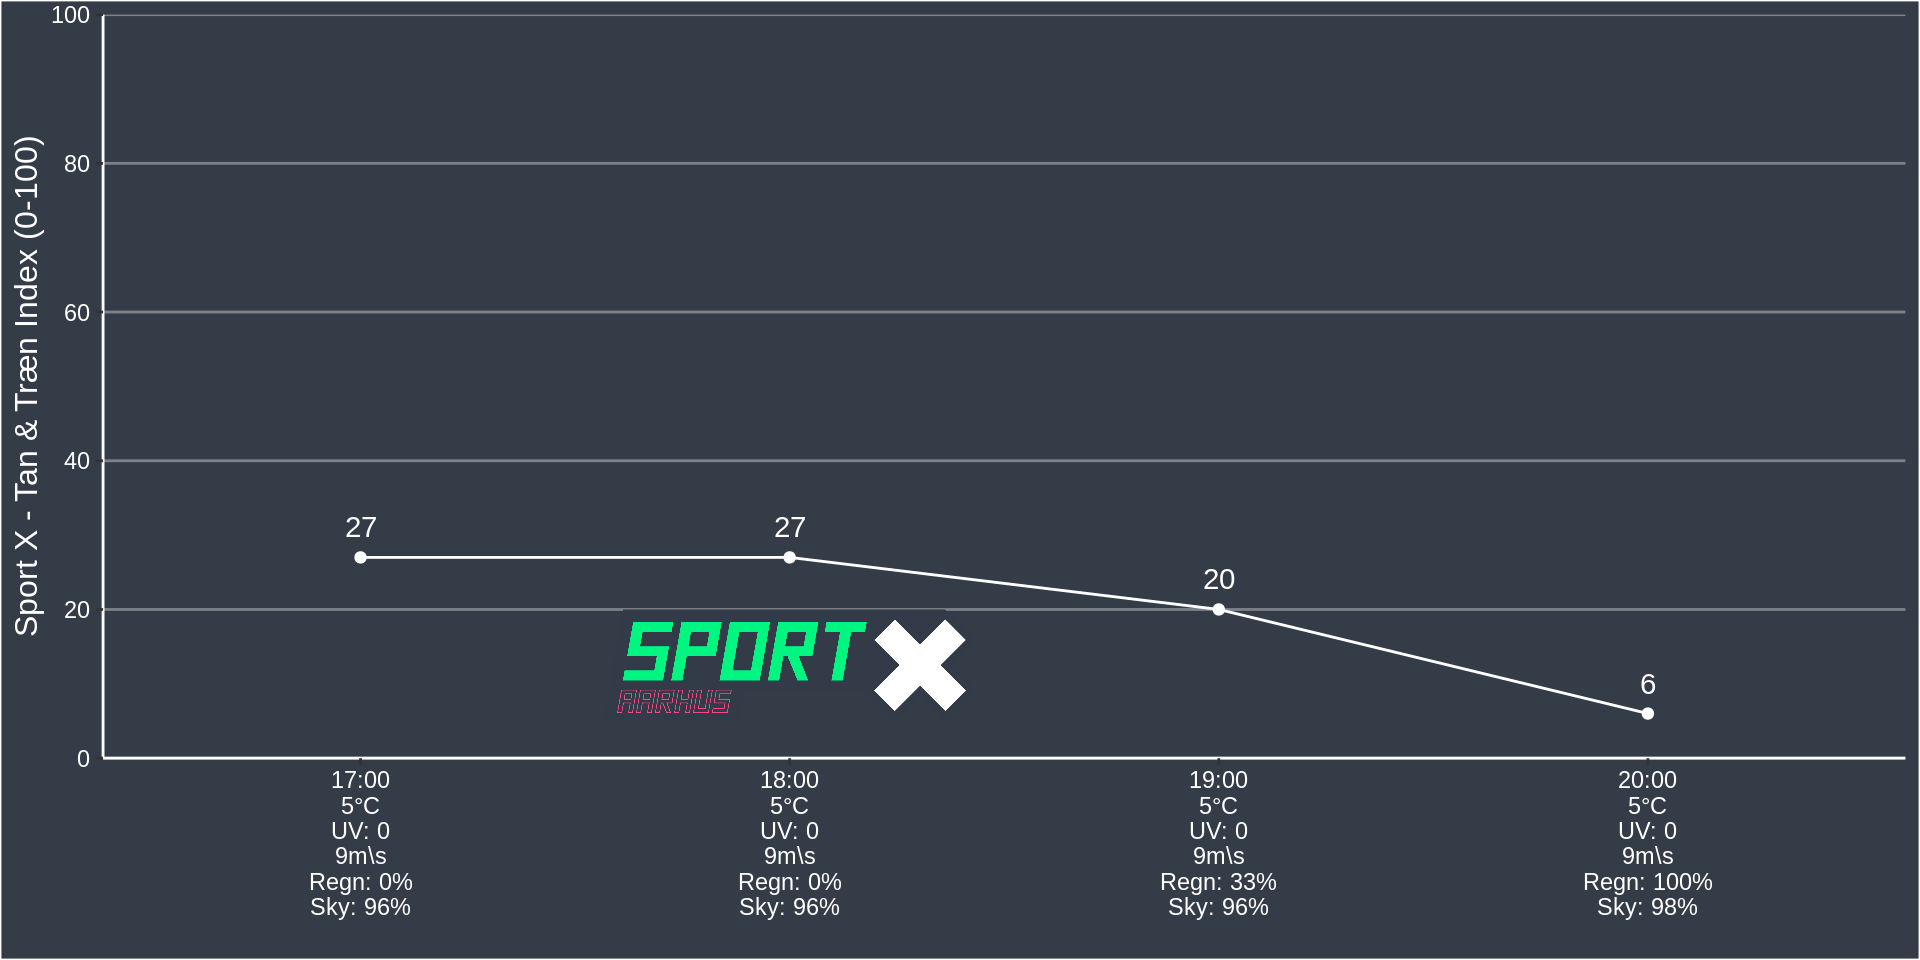 Sport X - Tan & Træn Index (0-100)
100
80
60
40
20
0
27
27
20
6
SPORT X
AARHUS
17:00
5°C
UV: 0
9m\s
Regn: 0%
Sky: 96%
18:00
5°C
UV: 0
9m\s
Regn: 0%
Sky: 96%
19:00
5°C
UV: 0
9m\s
Regn: 33%
Sky: 96%
20:00
5°C
UV: 0
9m\s
Regn: 100%
Sky: 98%